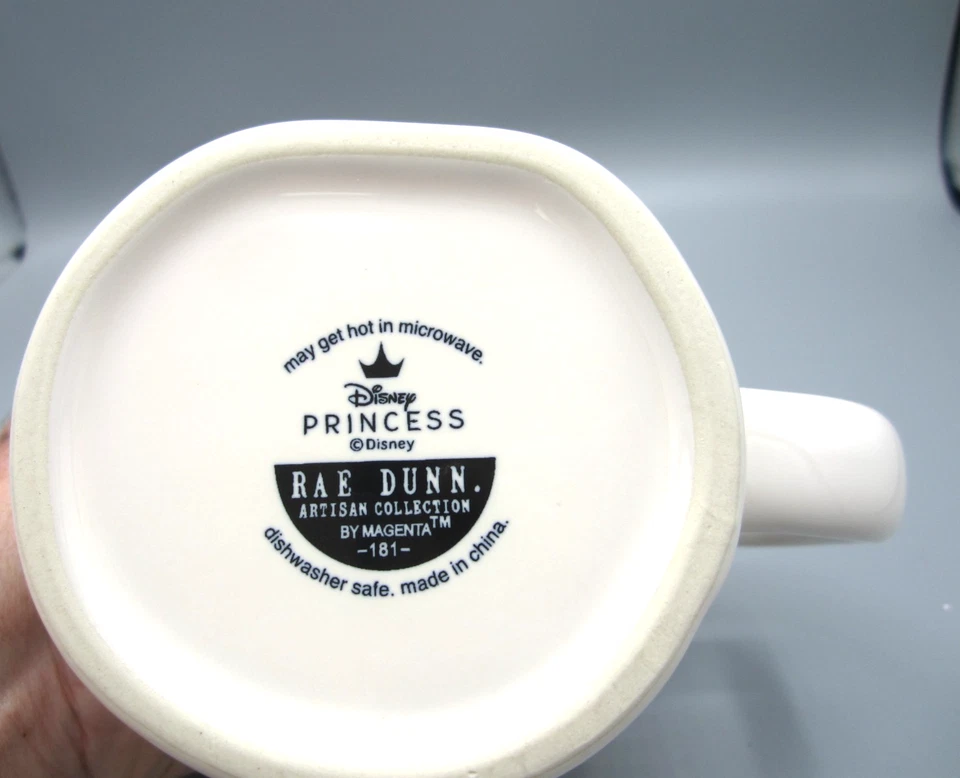 may get hot in microwave.
Disney
PRINCESS
©Disney
RAE DUNN.
ARTISAN COLLECTION
BY MAGENTA™
-181-
dishwasher safe. made in china.